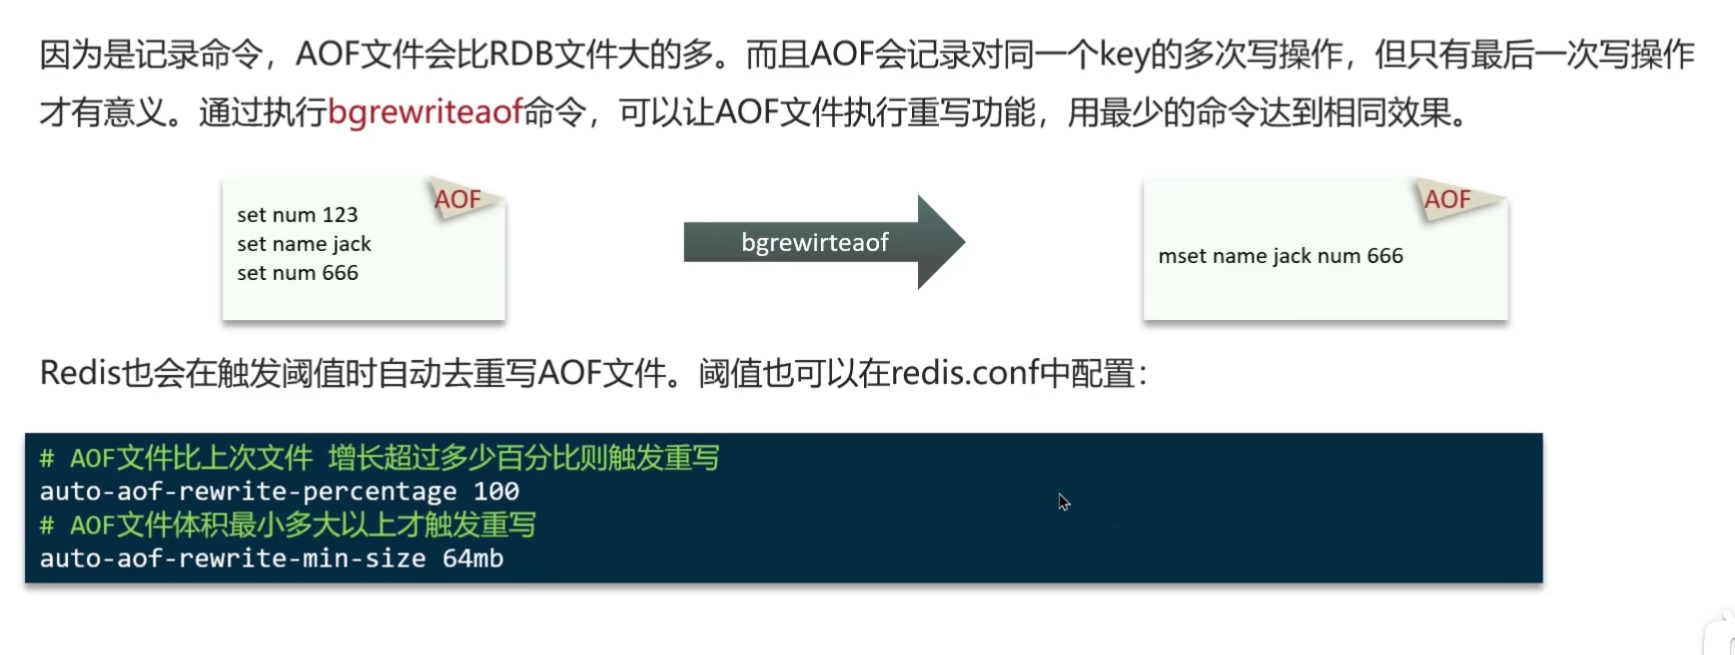 因为是记录命令，AOF文件会比RDB文件大的多。而且AOF会记录对同一个key的多次写操作，但只有最后一次写操作
才有意义。通过执行bgrewriteaof命令，可以让AOF文件执行重写功能，用最少的命令达到相同效果。
AOF
set num 123
set name jack
set num 666
bgrewirteaof
AOF
mset name jack num 666
Redis也会在触发阈值时自动去重写AOF文件。阈值也可以在redis.conf中配置：
# AOF文件比上次文件 增长超过多少百分比则触发重写
auto-aof-rewrite-percentage 100
# AOF文件体积最小多大以上才触发重写
auto-aof-rewrite-min-size 64mb